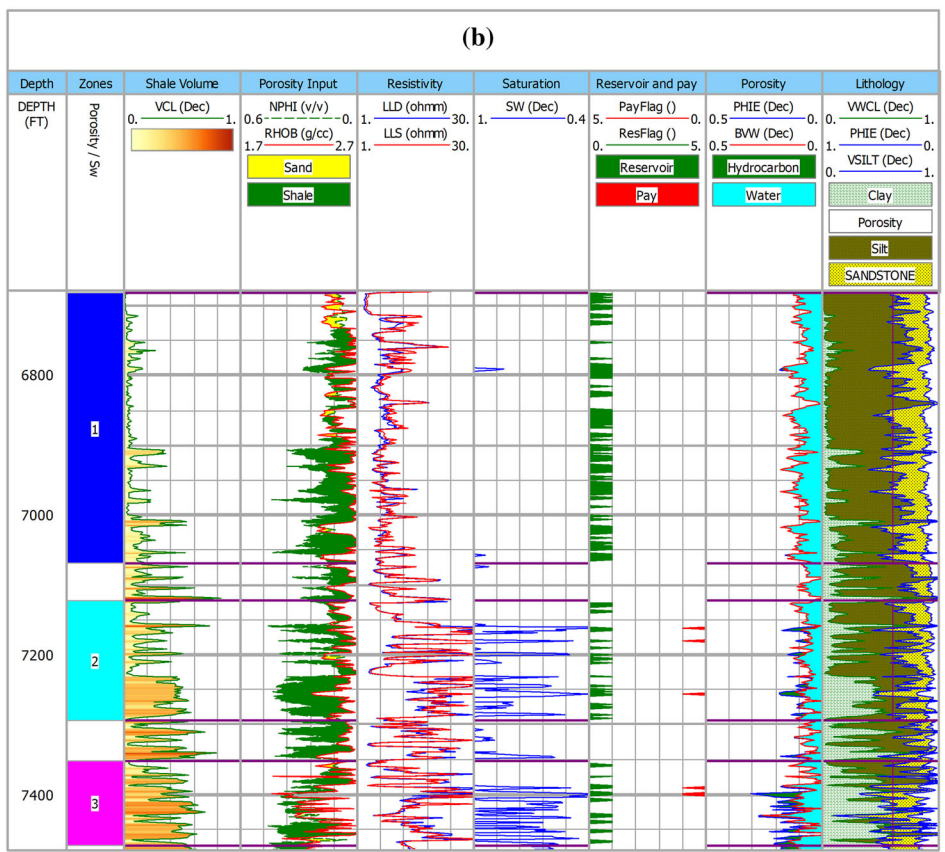 (b)
Depth Zones Shale Volume Porosity Input Resistivity Saturation Reservoir and pay Porosity Lithology
DEPTH (FT)
Porosity / Sw
VCL (Dec)
0. 1.
NPHI (v/v)
0.6 0.
RHOB (g/cc)
1.7 2.7
Sand
Shale
LLD (ohmm)
1. 30.
LLS (ohmm)
1. 30.
SW (Dec)
1. 0.4
PayFlag ()
5. 0.
ResFlag ()
0. 5.
Reservoir
Pay
PHIE (Dec)
0.5 0.
BVW (Dec)
0.5 0.
Hydrocarbon
Water
VWCL (Dec)
0. 1.
PHIE (Dec)
1. 0.
VSILT (Dec)
0. 1.
Clay
Porosity
Silt
SANDSTONE
6800
1
7000
7200
2
7400
3